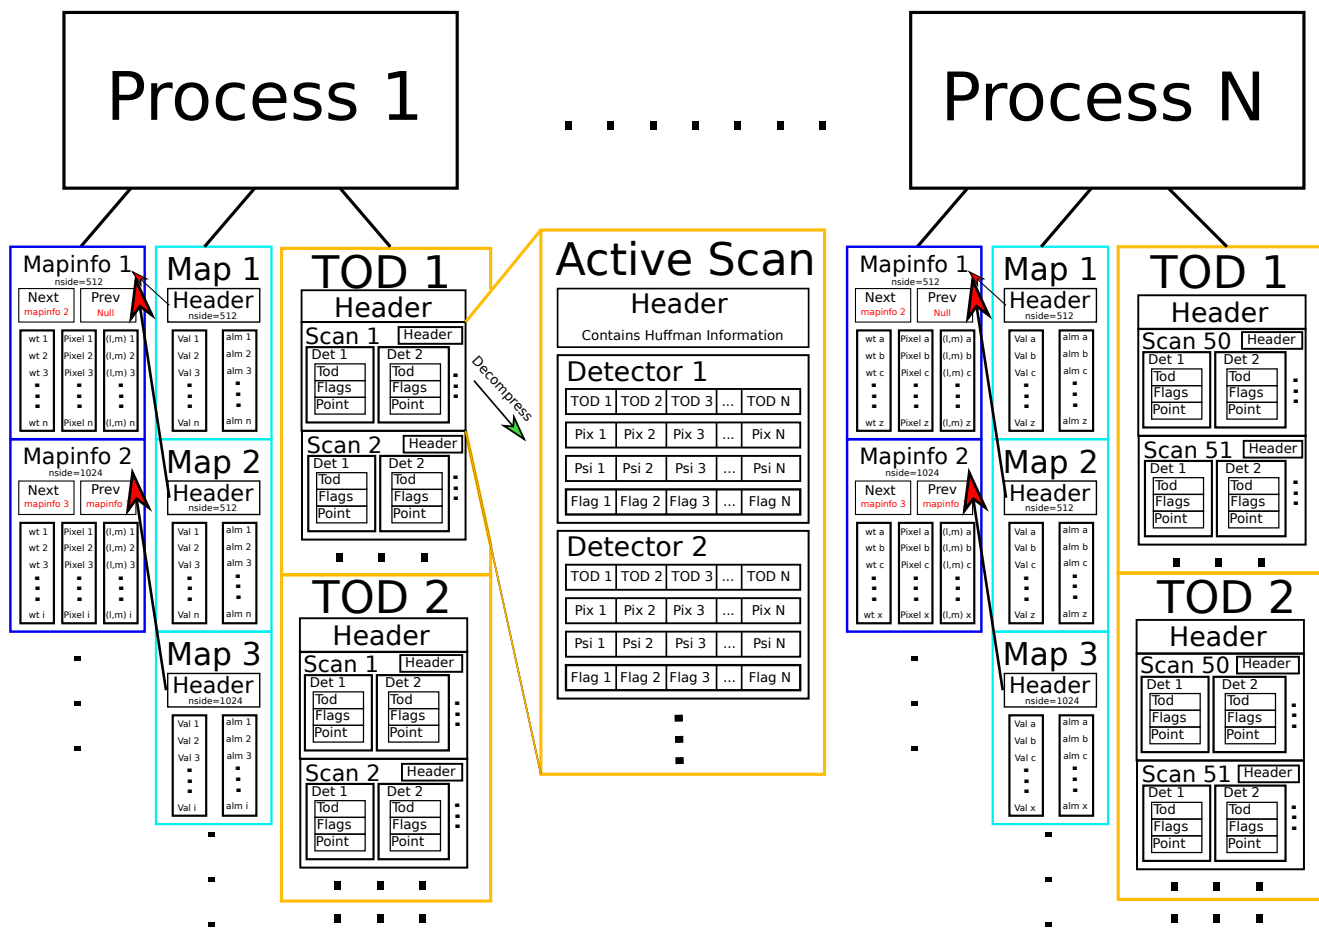 Process 1
Process N
Mapinfo 1
nside=512
Next
mapinfo 2
Prev
Null
wt 1 Pixel 1 (l,m) 1
wt 2 Pixel 2 (l,m) 2
wt 3 Pixel 3 (l,m) 3
wt n Pixel n (l,m) n
Mapinfo 2
nside=1024
Next
mapinfo 3
Prev
mapinfo
wt 1 Pixel 1 (l,m) 1
wt 2 Pixel 2 (l,m) 2
wt 3 Pixel 3 (l,m) 3
wt i Pixel i (l,m) i
Map 1
Header
nside=512
Val 1 alm 1
Val 2 alm 2
Val 3 alm 3
Val n alm n
Map 2
Header
nside=512
Val 1 alm 1
Val 2 alm 2
Val 3 alm 3
Val n alm n
Map 3
Header
nside=1024
Val 1 alm 1
Val 2 alm 2
Val 3 alm 3
Val i alm i
TOD 1
Header
Scan 1 Header
Det 1 Det 2
Tod Tod
Flags Flags
Point Point
Scan 2 Header
Det 1 Det 2
Tod Tod
Flags Flags
Point Point
TOD 2
Header
Scan 1 Header
Det 1 Det 2
Tod Tod
Flags Flags
Point Point
Scan 2 Header
Det 1 Det 2
Tod Tod
Flags Flags
Point Point
Decompress
Active Scan
Header
Contains Huffman Information
Detector 1
TOD 1 TOD 2 TOD 3 ... TOD N
Pix 1 Pix 2 Pix 3 ... Pix N
Psi 1 Psi 2 Psi 3 ... Psi N
Flag 1 Flag 2 Flag 3 ... Flag N
Detector 2
TOD 1 TOD 2 TOD 3 ... TOD N
Pix 1 Pix 2 Pix 3 ... Pix N
Psi 1 Psi 2 Psi 3 ... Psi N
Flag 1 Flag 2 Flag 3 ... Flag N
Mapinfo 1
nside=512
Next
mapinfo 2
Prev
Null
wt a Pixel a (l,m) a
wt b Pixel b (l,m) b
wt c Pixel c (l,m) c
wt z Pixel z (l,m) z
Mapinfo 2
nside=1024
Next
mapinfo 3
Prev
mapinfo
wt a Pixel a (l,m) a
wt b Pixel b (l,m) b
wt c Pixel c (l,m) c
wt x Pixel x (l,m) x
Map 1
Header
nside=512
Val a alm a
Val b alm b
Val c alm c
Val z alm z
Map 2
Header
nside=512
Val a alm a
Val b alm b
Val c alm c
Val z alm z
Map 3
Header
nside=1024
Val a alm a
Val b alm b
Val c alm c
Val x alm x
TOD 1
Header
Scan 50 Header
Det 1 Det 2
Tod Tod
Flags Flags
Point Point
Scan 51 Header
Det 1 Det 2
Tod Tod
Flags Flags
Point Point
TOD 2
Header
Scan 50 Header
Det 1 Det 2
Tod Tod
Flags Flags
Point Point
Scan 51 Header
Det 1 Det 2
Tod Tod
Flags Flags
Point Point